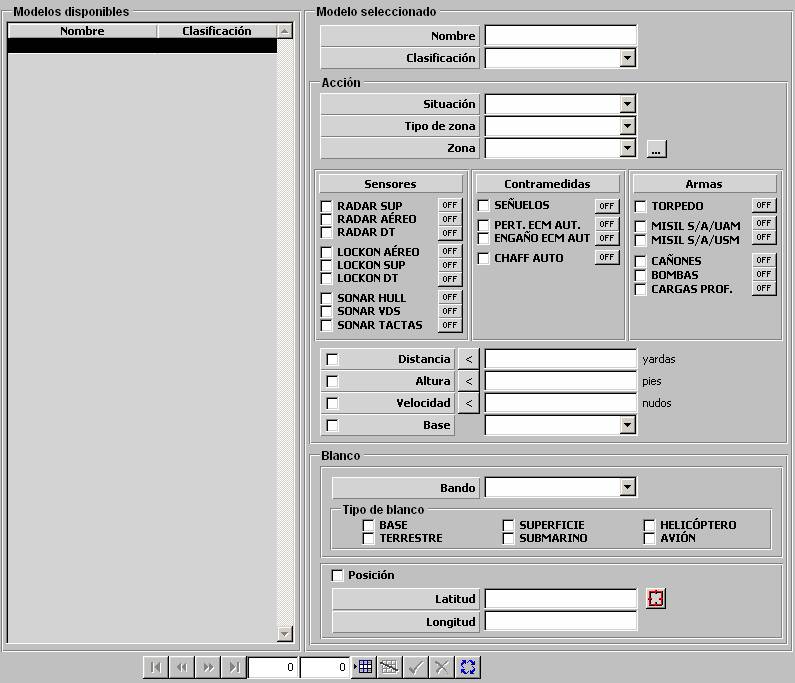 Modelos disponibles
Nombre Clasificación
Modelo seleccionado
Nombre
Clasificación
Acción
Situación
Tipo de zona
Zona ...
Sensores
RADAR SUP OFF
RADAR AÉREO OFF
RADAR DT OFF
LOCKON AÉREO OFF
LOCKON SUP OFF
LOCKON DT OFF
SONAR HULL OFF
SONAR VDS OFF
SONAR TACTAS OFF
Contramedidas
SEÑUELOS OFF
PERT. ECM AUT. OFF
ENGAÑO ECM AUT OFF
CHAFF AUTO OFF
Armas
TORPEDO OFF
MISIL S/A/UAM OFF
MISIL S/A/USM OFF
CAÑONES OFF
BOMBAS OFF
CARGAS PROF. OFF
Distancia < yardas
Altura < pies
Velocidad < nudos
Base
Blanco
Bando
Tipo de blanco
BASE SUPERFICIE HELICÓPTERO
TERRESTRE SUBMARINO AVIÓN
Posición
Latitud
Longitud
0 0